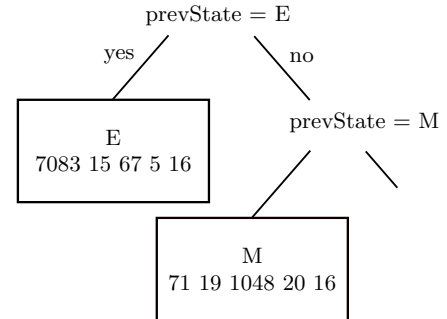 prevState = E
yes
no
prevState = M
E
7083 15 67 5 16
M
71 19 1048 20 16